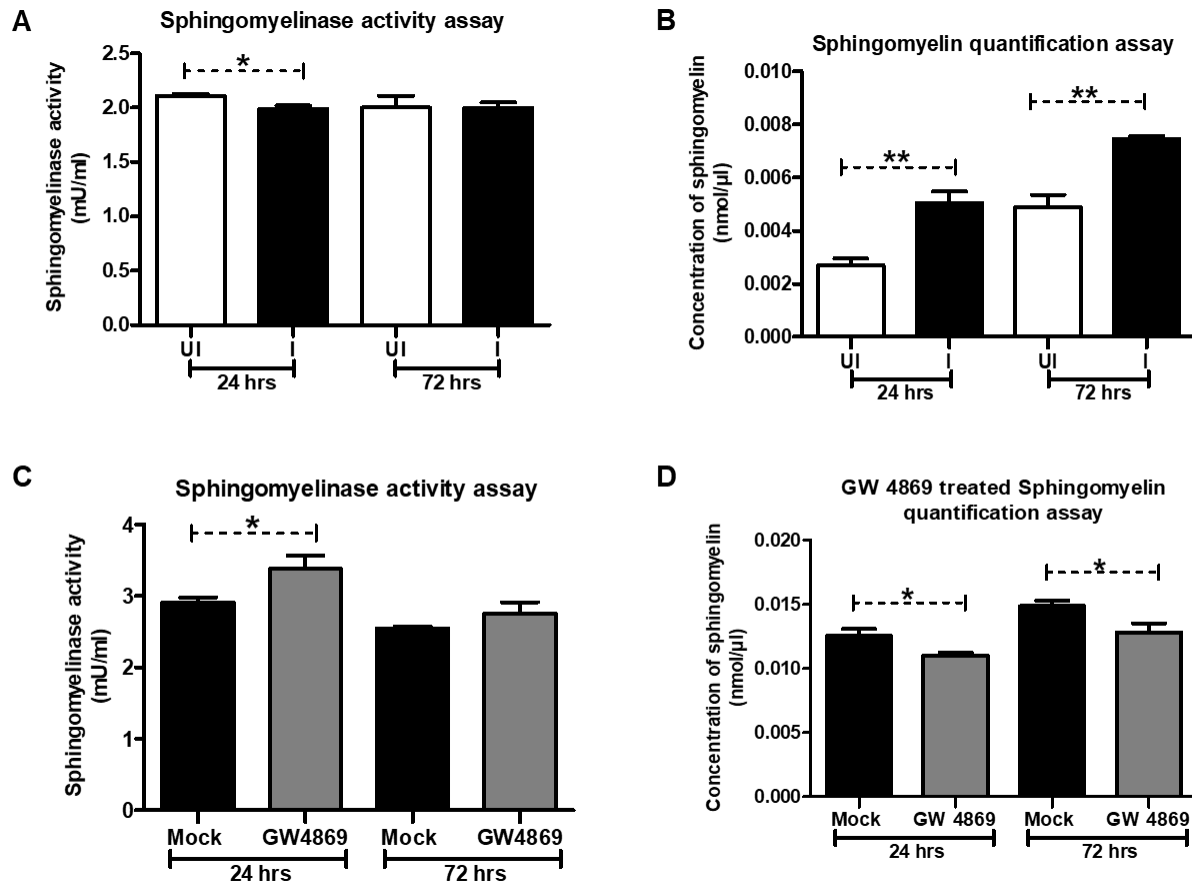 A
Sphingomyelinase activity assay
Sphingomyelinase activity
(mU/ml)
2.5
2.0
1.5
1.0
0.5
0.0
*
UI
I
UI
I
24 hrs
72 hrs
B
Sphingomyelin quantification assay
Concentration of sphingomyelin
(nmol/µl)
0.010
0.008
0.006
0.004
0.002
0.000
**
**
UI
I
UI
I
24 hrs
72 hrs
C
Sphingomyelinase activity assay
Sphingomyelinase activity
(mU/ml)
4
3
2
1
0
*
Mock
GW4869
Mock
GW4869
24 hrs
72 hrs
D
GW 4869 treated Sphingomyelin
quantification assay
Concentration of sphingomyelin
(nmol/µl)
0.020
0.015
0.010
0.005
0.000
*
*
Mock
GW 4869
Mock
GW 4869
24 hrs
72 hrs